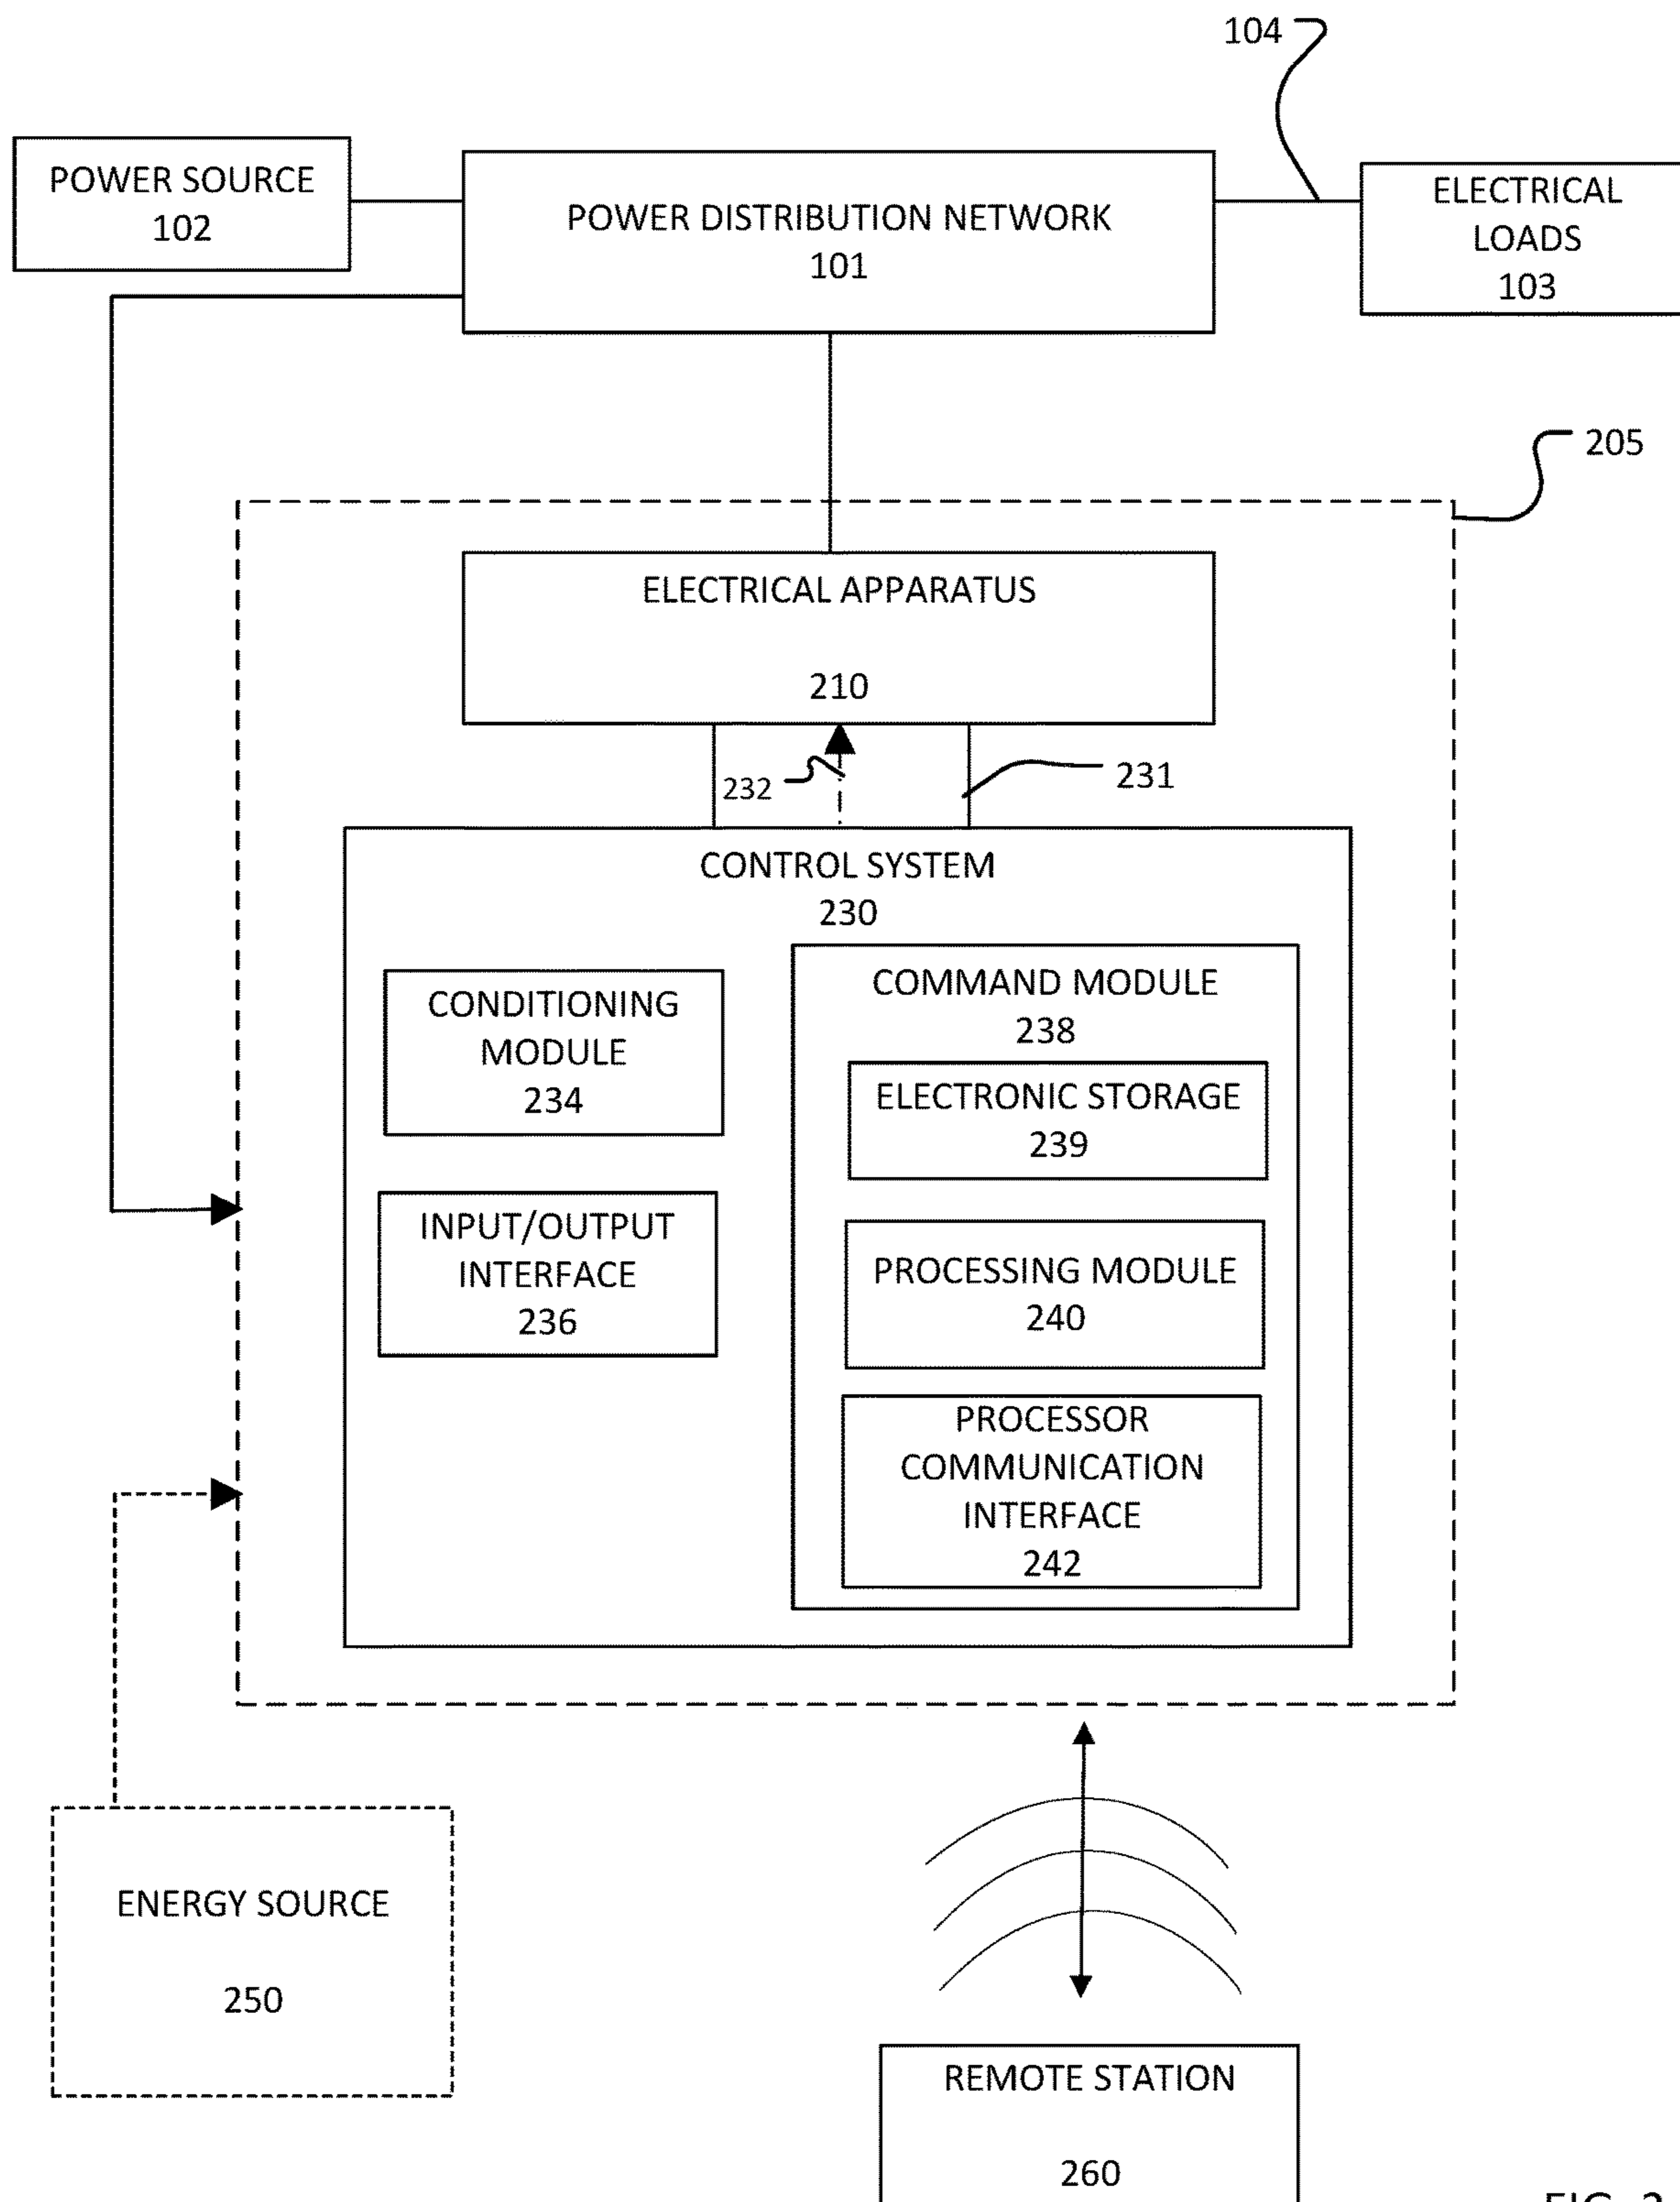 104
POWER SOURCE
102
POWER DISTRIBUTION NETWORK
101
ELECTRICAL
LOADS
103
205
ELECTRICAL APPARATUS
210
232
231
CONTROL SYSTEM
230
CONDITIONING
MODULE
234
INPUT/OUTPUT
INTERFACE
236
COMMAND MODULE
238
ELECTRONIC STORAGE
239
PROCESSING MODULE
240
PROCESSOR
COMMUNICATION
INTERFACE
242
ENERGY SOURCE
250
REMOTE STATION
260